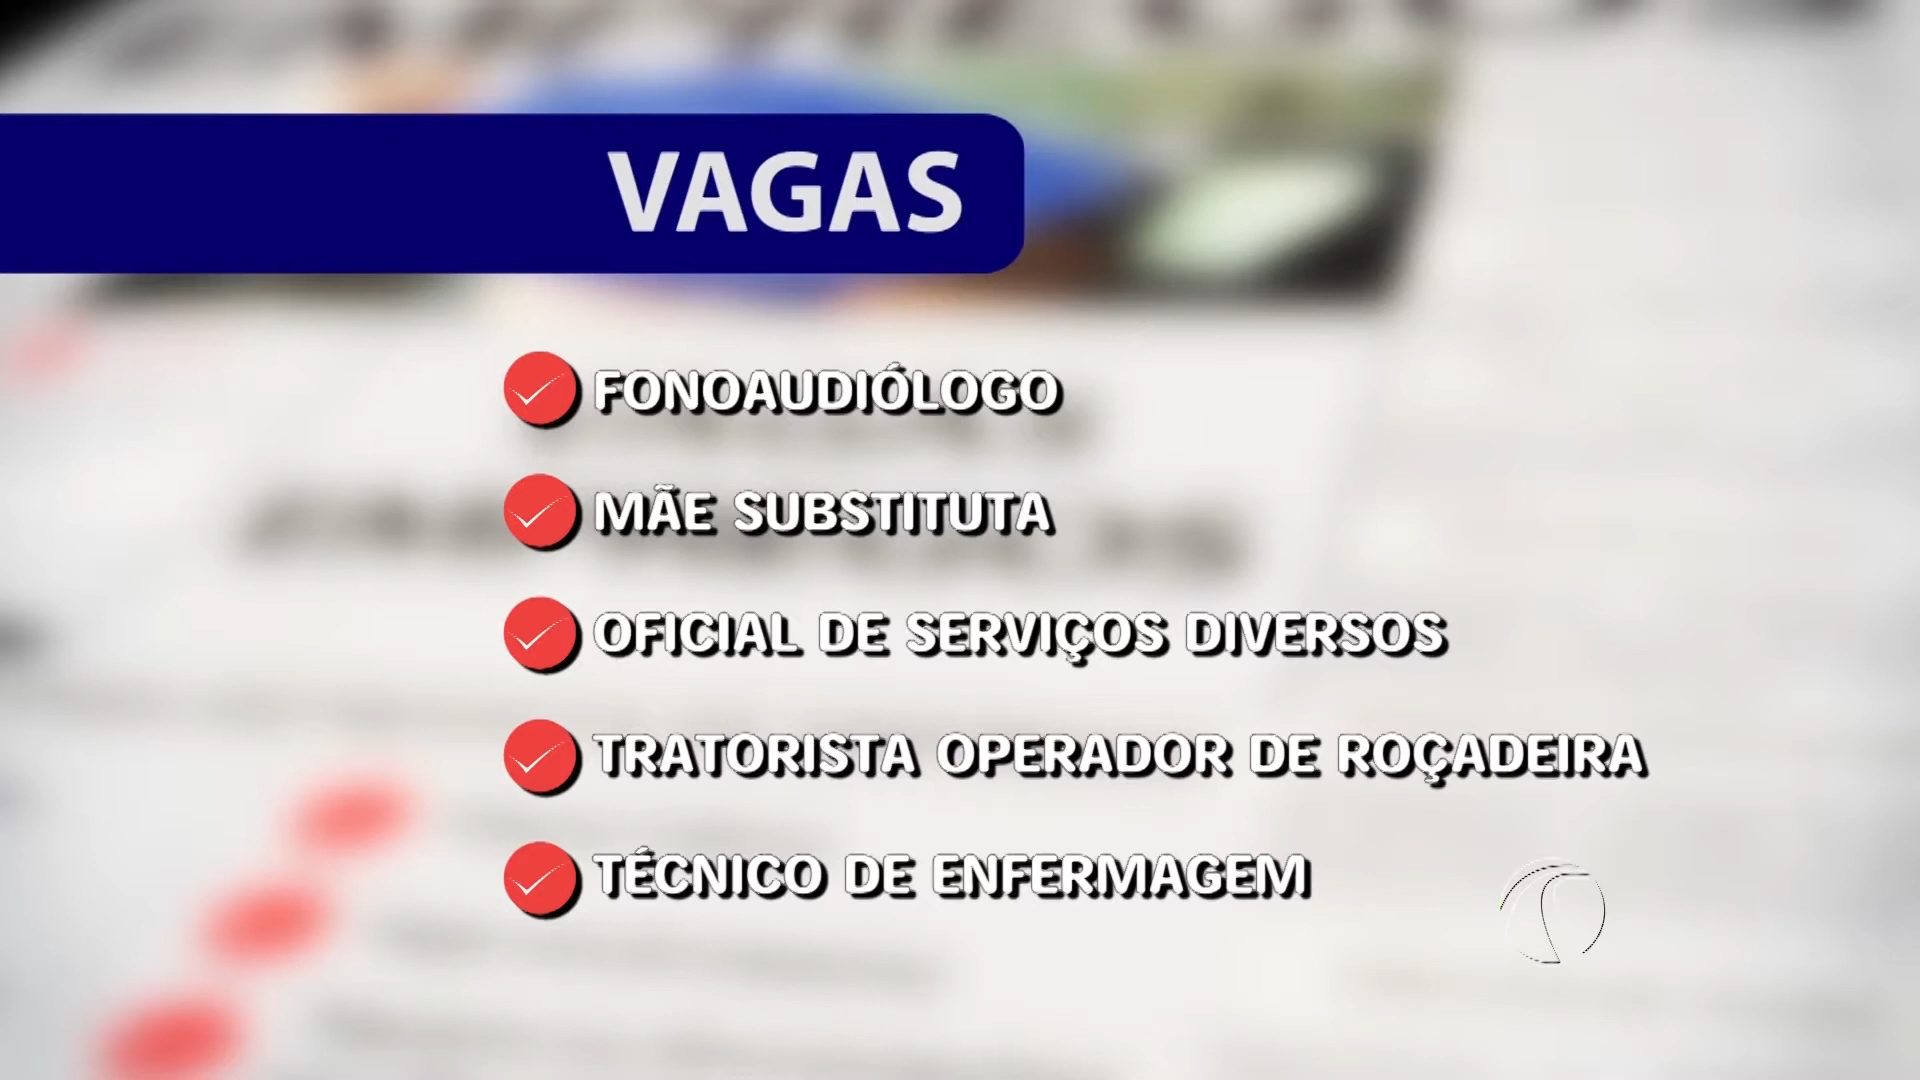 VAGAS
FONOAUDIÓLOGO
MÃE SUBSTITUTA
OFICIAL DE SERVIÇOS DIVERSOS
TRATORISTA OPERADOR DE ROÇADEIRA
TÉCNICO DE ENFERMAGEM